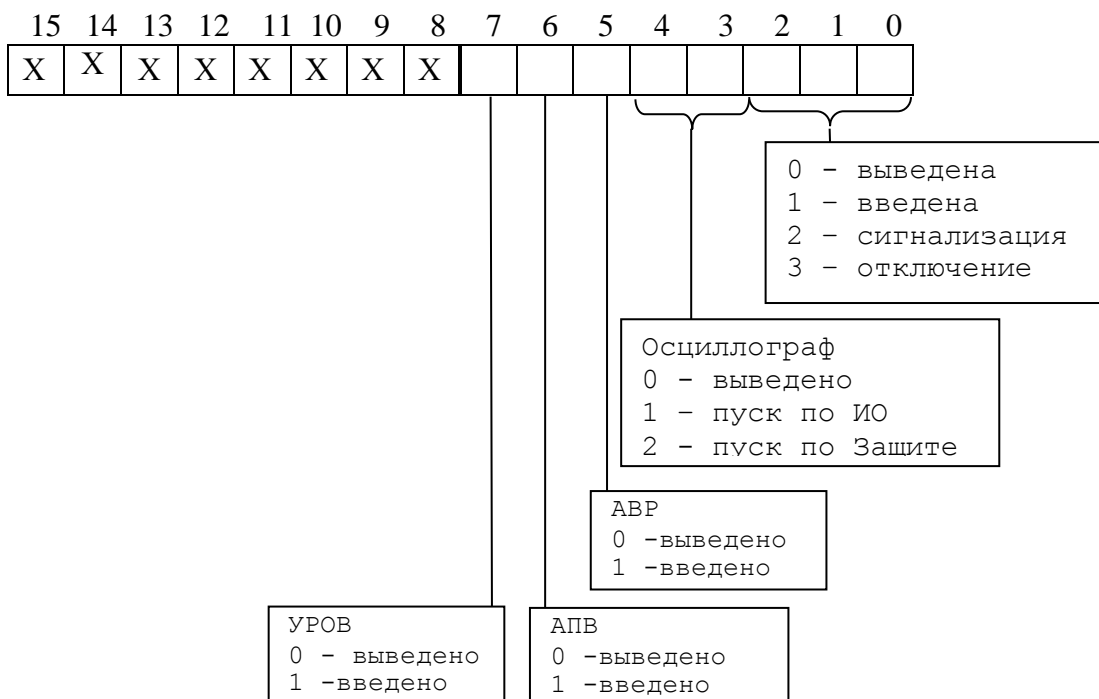 15 14 13 12 11 10 9 8 7 6 5 4 3 2 1 0
X X X X X X X X
0 - выведена
1 – введена
2 – сигнализация
3 – отключение
Осциллограф
0 - выведено
1 – пуск по ИО
2 - пуск по Защите
АВР
0 -выведено
1 -введено
УРОВ
0 - выведено
1 -введено
АПВ
0 -выведено
1 -введено